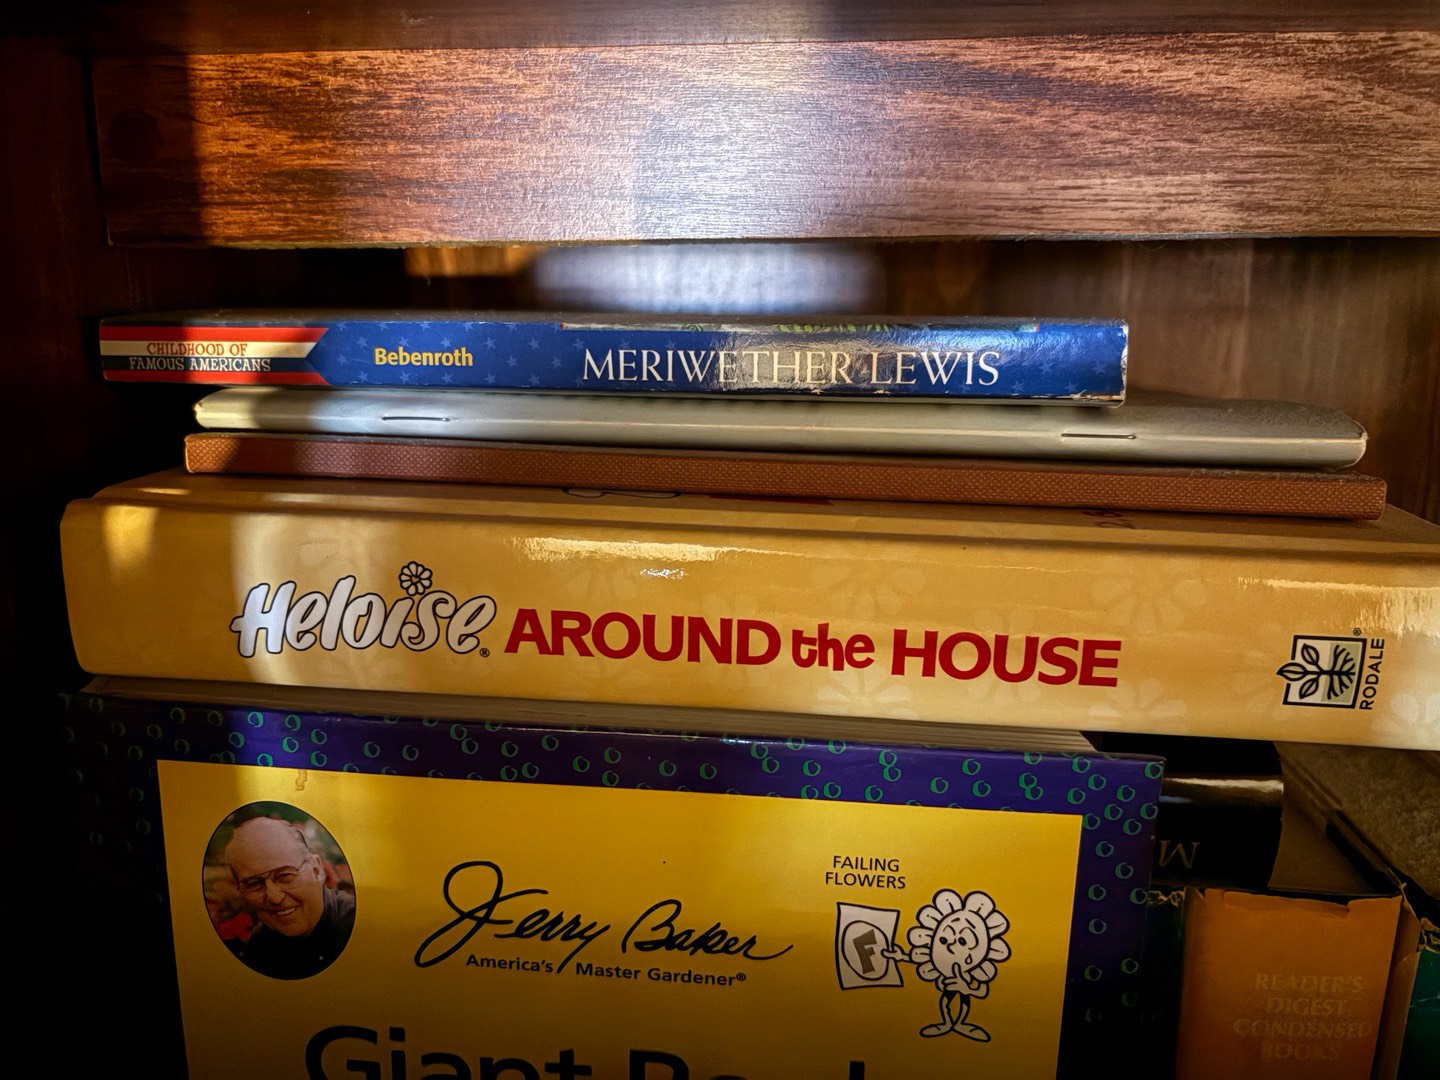 CHILDHOOD OF
FAMOUS AMERICANS
Bebenroth
MERIWETHER LEWIS
Heloise® AROUND the HOUSE
RODALE®
Jerry Baker
America's Master Gardener®
FAILING
FLOWERS
F
Giant
READER'S
DIGEST
CONDENSED
BOOKS